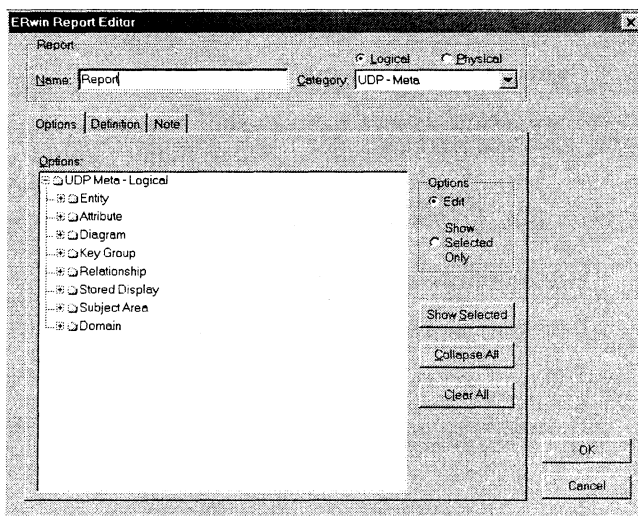 ERwin Report Editor
Report
Logical Physical
Name: Report Category: UDP - Meta
Options Definition Note
Options:
UDP Meta - Logical
Entity
Attribute
Diagram
Key Group
Relationship
Stored Display
Subject Area
Domain
Options
Edit
Show
Selected
Only
Show Selected
Collapse All
Clear All
OK
Cancel